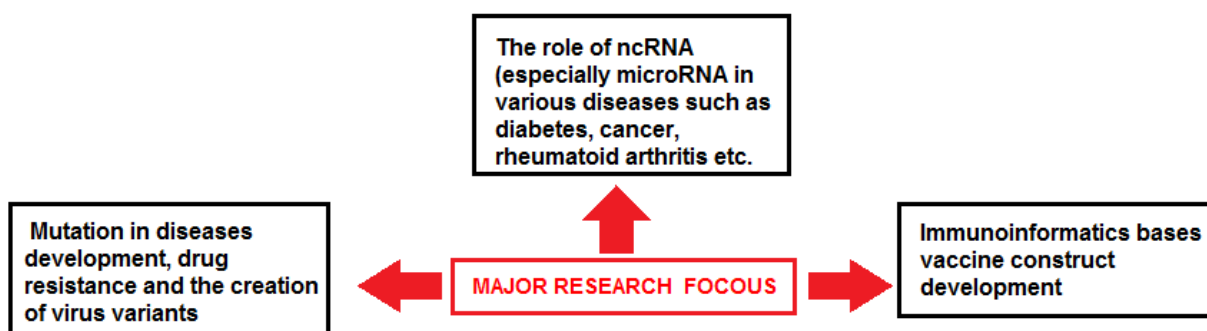 The role of ncRNA
(especially microRNA in
various diseases such as
diabetes, cancer,
rheumatoid arthritis etc.
Mutation in diseases
development, drug
resistance and the creation
of virus variants
MAJOR RESEARCH FOCOUS
Immunoinformatics bases
vaccine construct
development